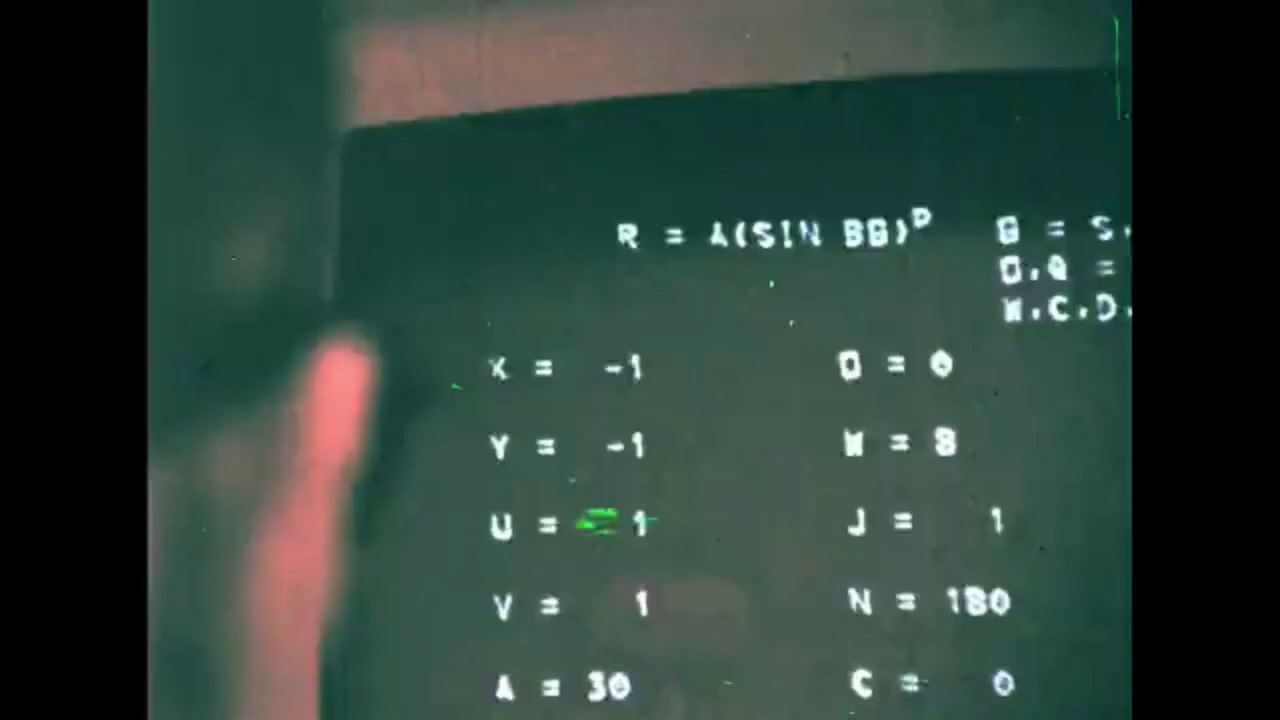 R = A(SIN BB)^P B = S.
O.Q =
W.C.D.
X = -1 O = 0
Y = -1 W = 8
U = 1 J = 1
V = 1 N = 180
A = 30 C = 0